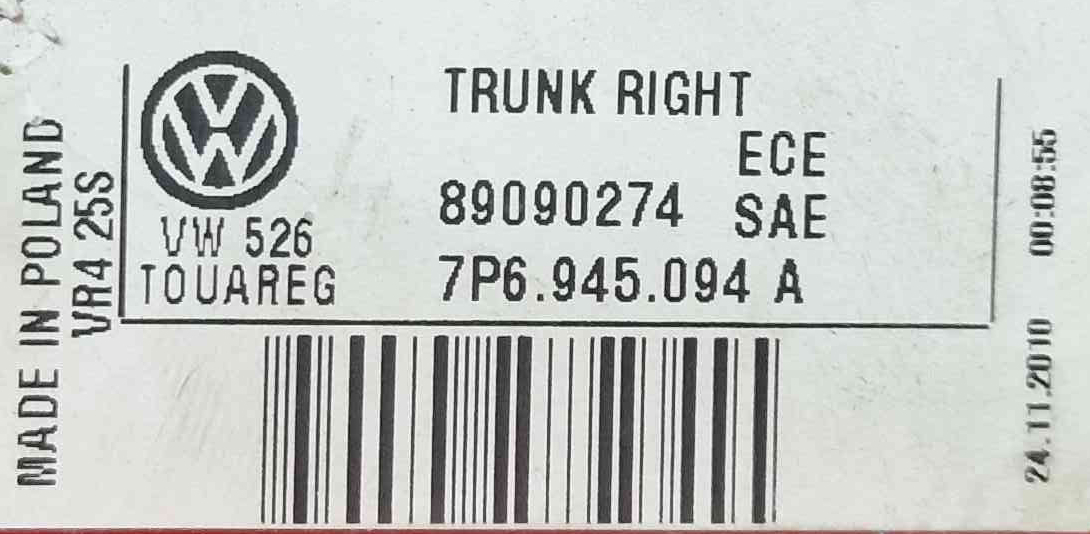 MADE IN POLAND
VR4 25S
VW 526
TOUAREG
TRUNK RIGHT
ECE
89090274 SAE
7P6.945.094 A
24.11.2010 00:08:55